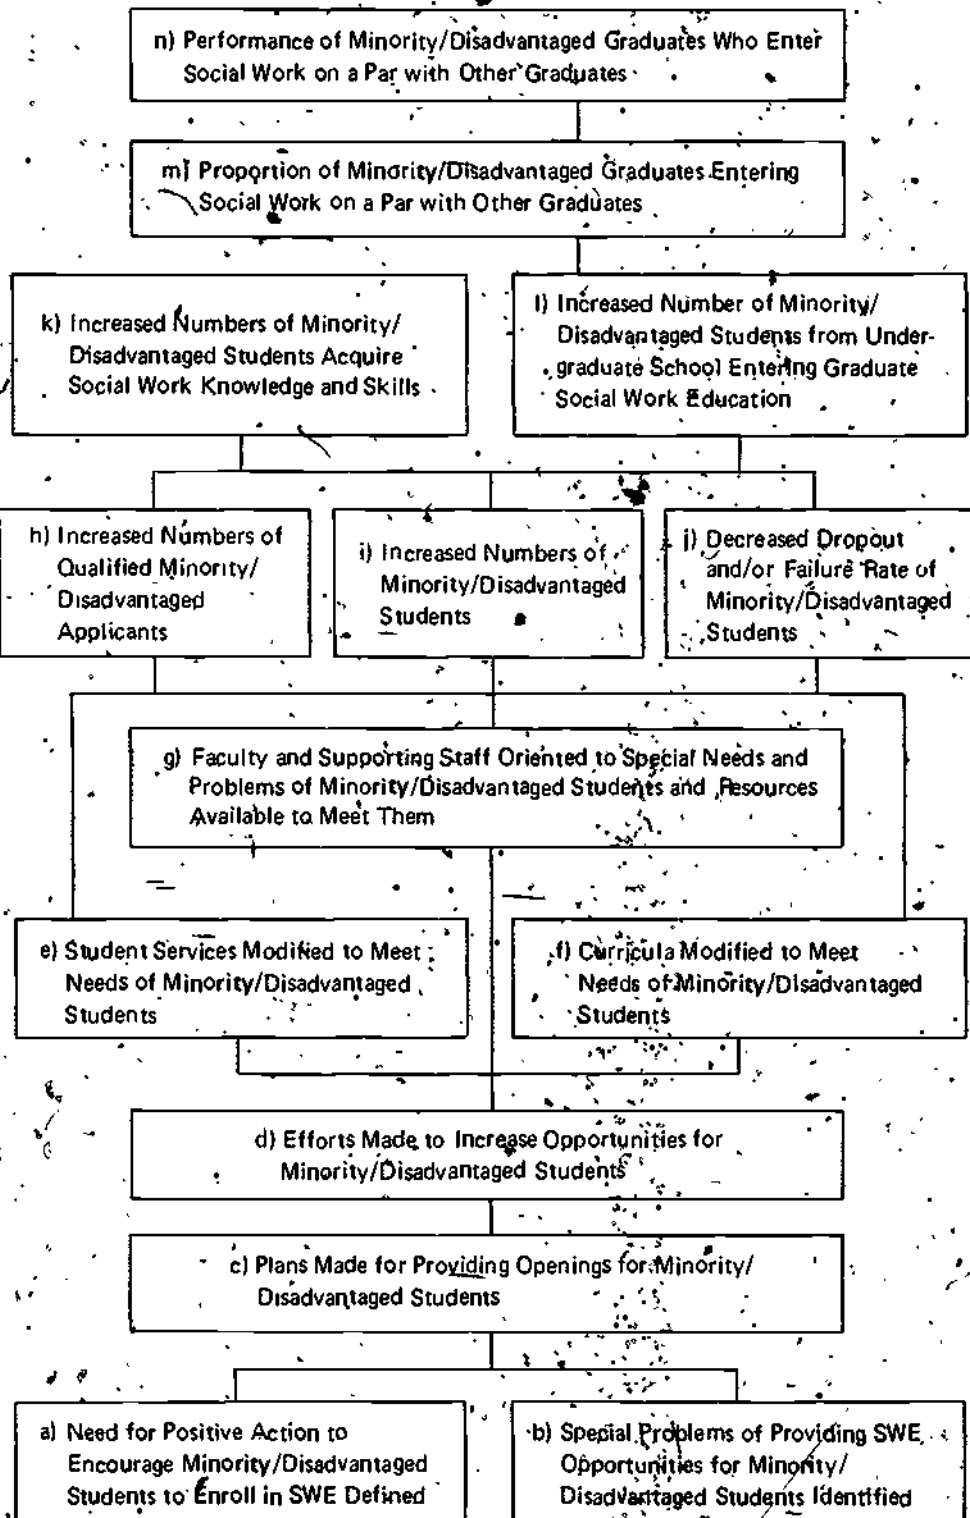 n) Performance of Minority/Disadvantaged Graduates Who Enter
Social Work on a Par with Other Graduates
m) Proportion of Minority/Disadvantaged Graduates Entering
Social Work on a Par with Other Graduates
k) Increased Numbers of Minority/
Disadvantaged Students Acquire
Social Work Knowledge and Skills
l) Increased Number of Minority/
Disadvantaged Students from Under-
graduate School Entering Graduate
Social Work Education
h) Increased Numbers of
Qualified Minority/
Disadvantaged
Applicants
i) Increased Numbers of
Minority/Disadvantaged
Students
j) Decreased Dropout
and/or Failure Rate of
Minority/Disadvantaged
Students
g) Faculty and Supporting Staff Oriented to Special Needs and
Problems of Minority/Disadvantaged Students and Resources
Available to Meet Them
e) Student Services Modified to Meet
Needs of Minority/Disadvantaged
Students
f) Curricula Modified to Meet
Needs of Minority/Disadvantaged
Students
d) Efforts Made to Increase Opportunities for
Minority/Disadvantaged Students
c) Plans Made for Providing Openings for Minority/
Disadvantaged Students
a) Need for Positive Action to
Encourage Minority/Disadvantaged
Students to Enroll in SWE Defined
b) Special Problems of Providing SWE
Opportunities for Minority/
Disadvantaged Students Identified